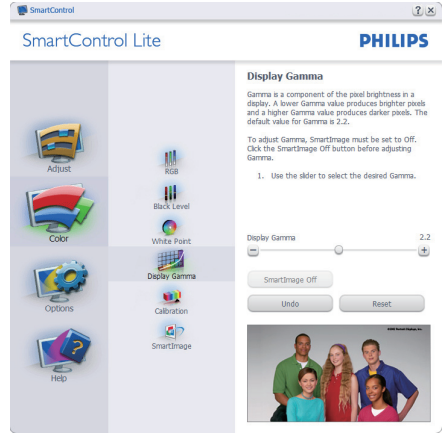 SmartControl
SmartControl Lite
PHILIPS
Adjust
Color
Options
Help
RGB
Black Level
White Point
Display Gamma
Calibration
SmartImage
Display Gamma
Gamma is a component of the pixel brightness in a
display. A lower Gamma value produces brighter pixels
and a higher Gamma value produces darker pixels. The
default value for Gamma is 2.2.
To adjust Gamma, SmartImage must be set to Off.
Click the SmartImage Off button before adjusting
Gamma.
1. Use the slider to select the desired Gamma.
Display Gamma 2.2
SmartImage Off
Undo Reset